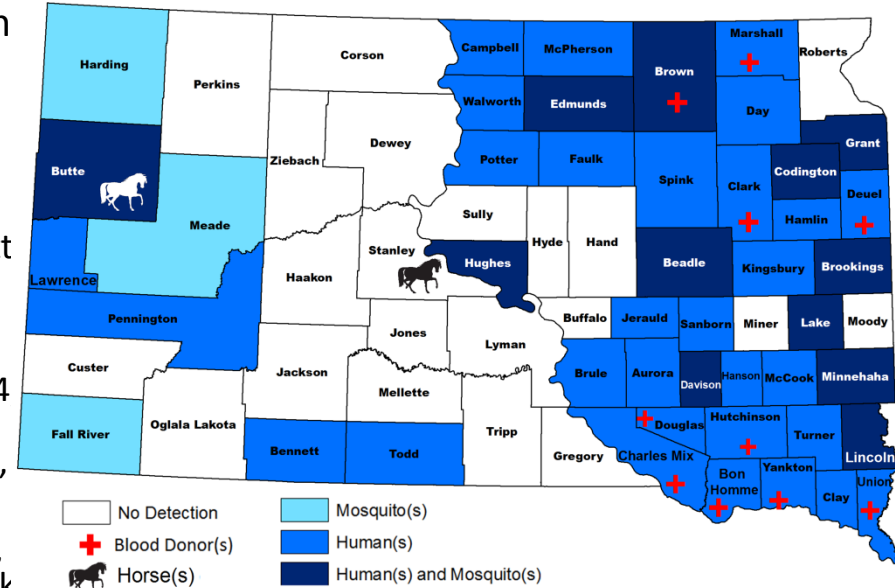 n
Harding
Perkins
Corson
Campbell
McPherson
Brown
Marshall
Roberts
Walworth
Edmunds
Day
Dewey
Ziebach
Butte
Potter
Faulk
Spink
Grant
Codington
Clark
Deuel
Hamlin
Meade
Sully
Hyde
Hand
tt
Stanley
Hughes
Beadle
Kingsbury
Brookings
Lawrence
Haakon
Pennington
Buffalo
Jerauld
Sanborn
Miner
Lake
Moody
Jones
Lyman
Custer
Jackson
Brule
Aurora
Davison
Hanson
McCook
Minnehaha
4
Mellette
Fall River
Oglala Lakota
Bennett
Todd
Tripp
Gregory
Charles Mix
Douglas
Hutchinson
Turner
Lincoln
,
Bon
Homme
Yankton
Clay
Union
No Detection
Mosquito(s)
Blood Donor(s)
Human(s)
Horse(s)
Human(s) and Mosquito(s)
k